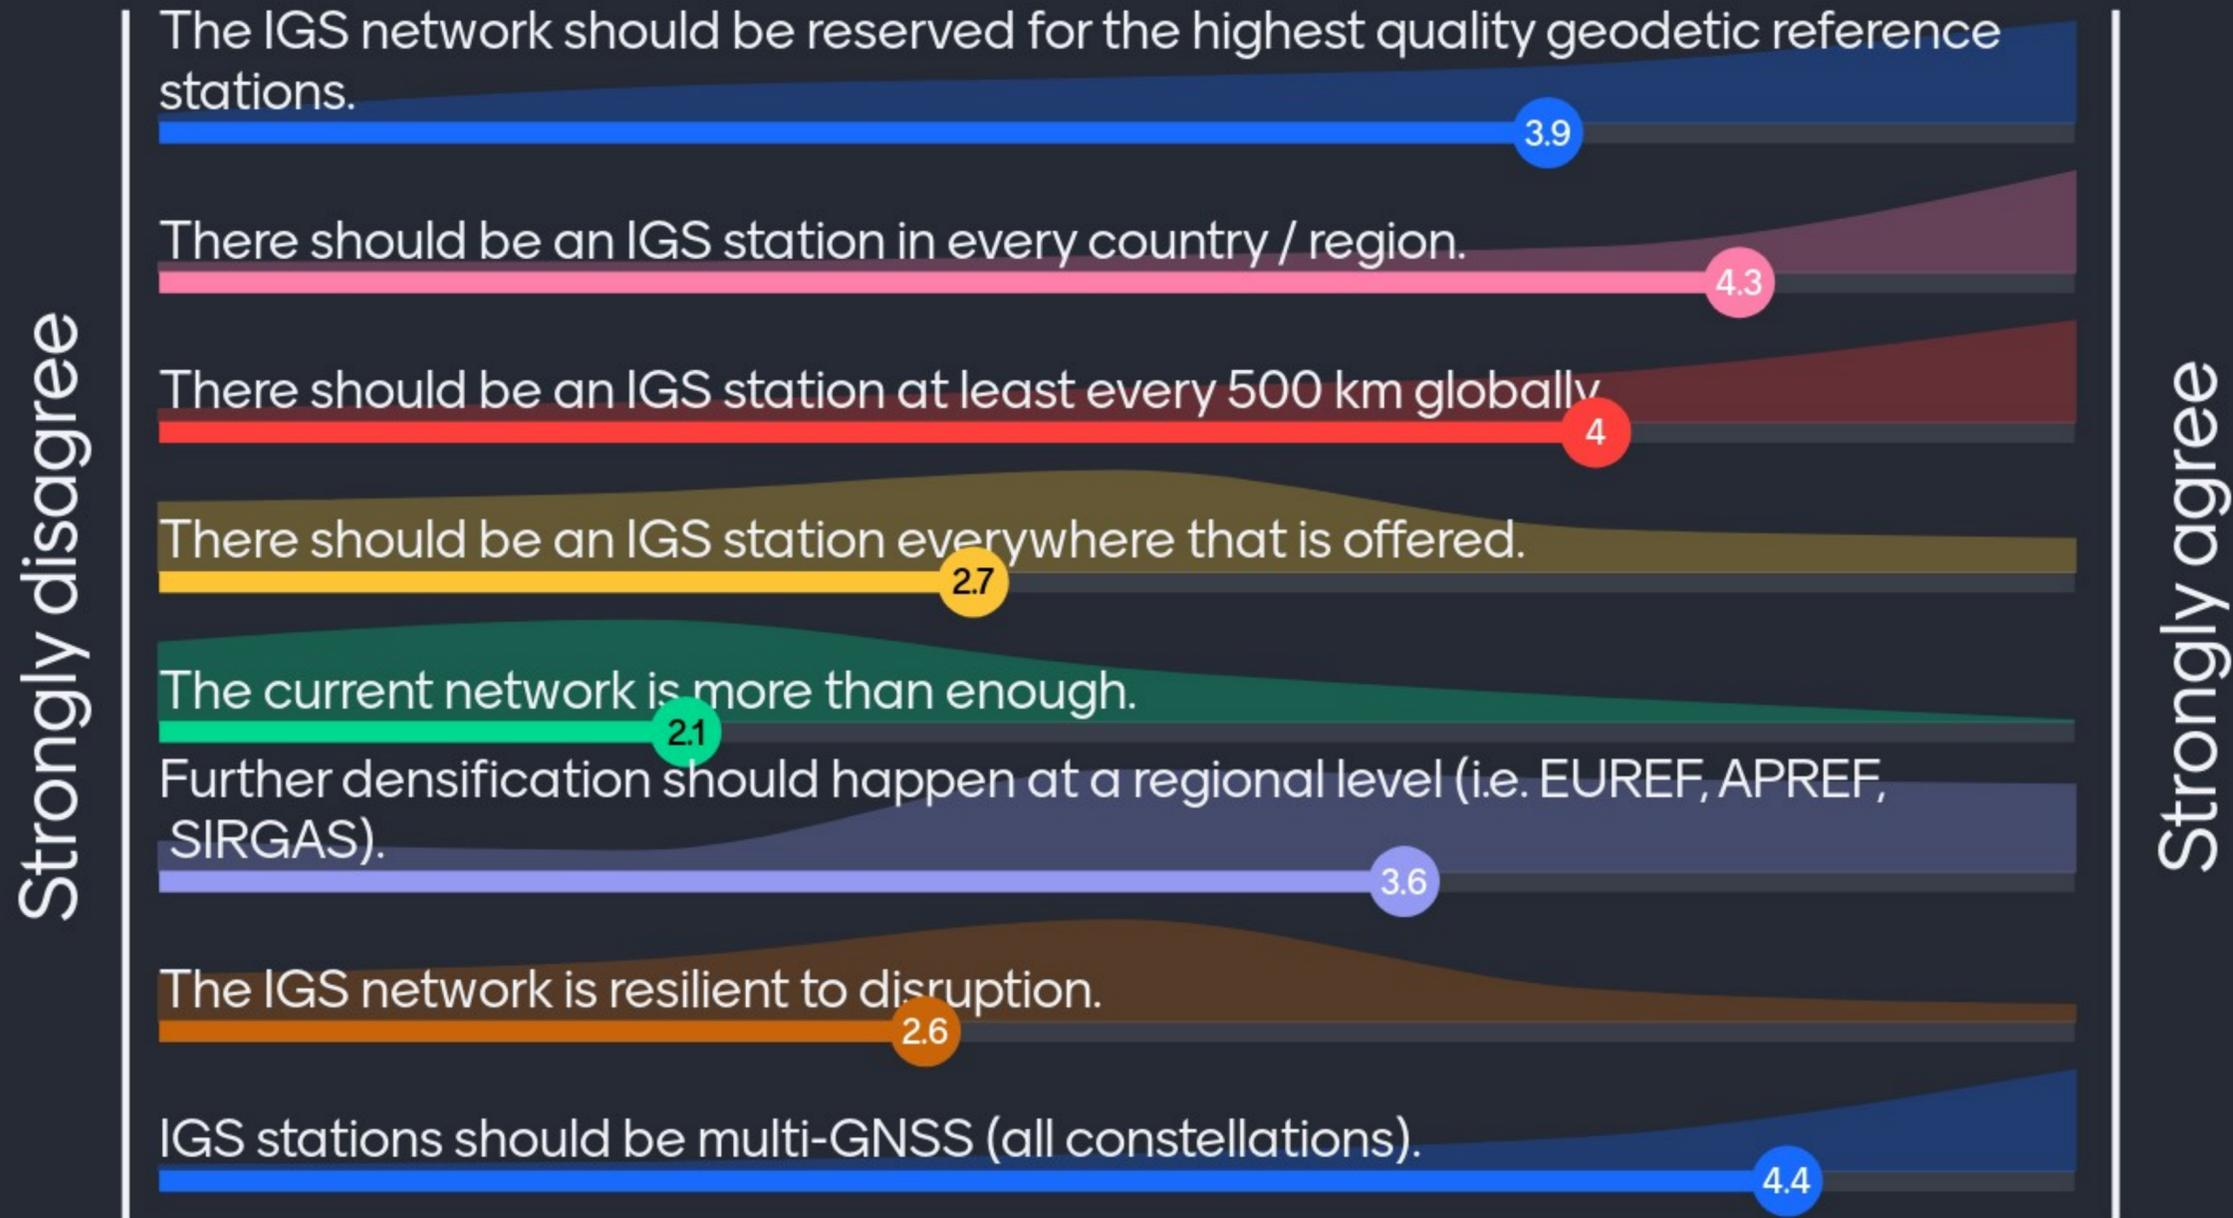 The IGS network should be reserved for the highest quality geodetic reference
stations.
3.9
There should be an IGS station in every country / region.
4.3
There should be an IGS station at least every 500 km globally.
4
There should be an IGS station everywhere that is offered.
2.7
The current network is more than enough.
2.1
Further densification should happen at a regional level (i.e. EUREF, APREF,
SIRGAS).
3.6
The IGS network is resilient to disruption.
2.6
IGS stations should be multi-GNSS (all constellations).
4.4
Strongly disagree
Strongly agree